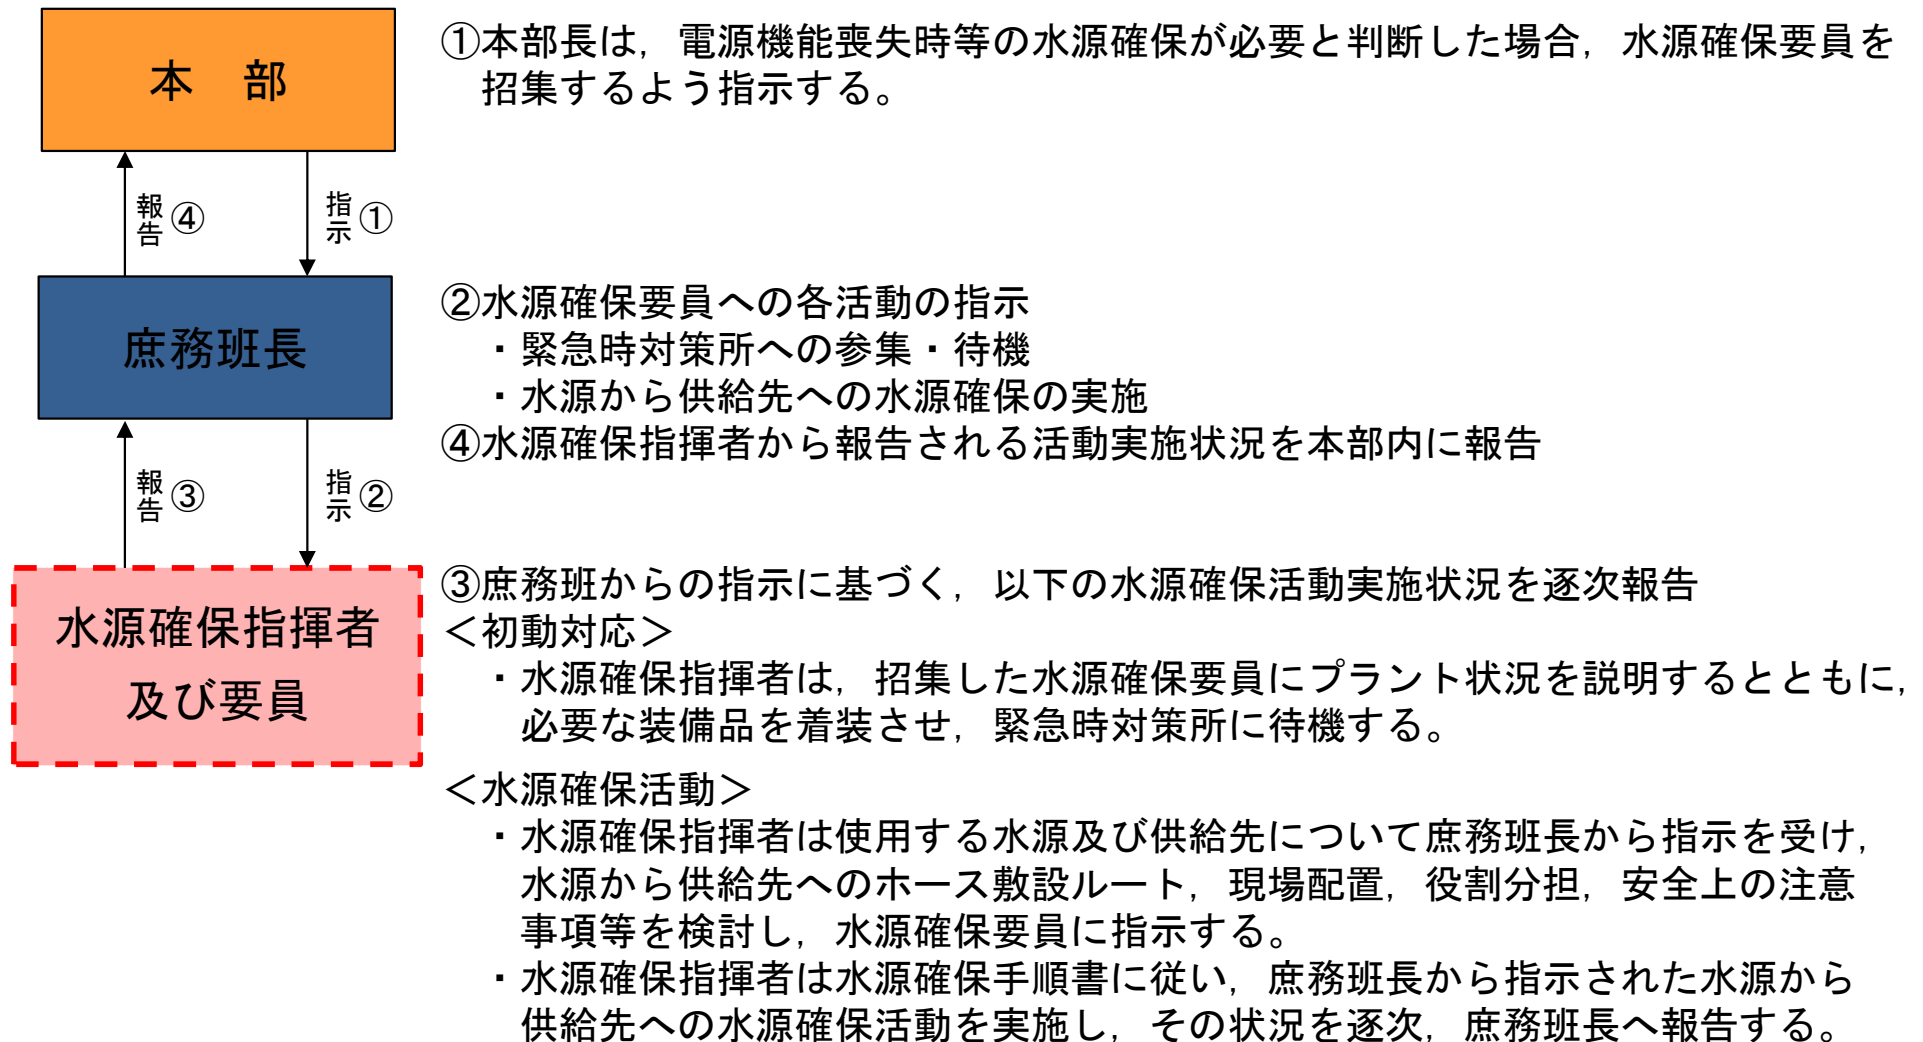 本　部
①本部長は，電源機能喪失時等の水源確保が必要と判断した場合，水源確保要員を
招集するよう指示する。
報告④
指示①
庶務班長
②水源確保要員への各活動の指示
・緊急時対策所への参集・待機
・水源から供給先への水源確保の実施
④水源確保指揮者から報告される活動実施状況を本部内に報告
報告③
指示②
水源確保指揮者
及び要員
③庶務班からの指示に基づく，以下の水源確保活動実施状況を逐次報告
＜初動対応＞
・水源確保指揮者は，招集した水源確保要員にプラント状況を説明するとともに，
必要な装備品を着装させ，緊急時対策所に待機する。
＜水源確保活動＞
・水源確保指揮者は使用する水源及び供給先について庶務班長から指示を受け，
水源から供給先へのホース敷設ルート，現場配置，役割分担，安全上の注意
事項等を検討し，水源確保要員に指示する。
・水源確保指揮者は水源確保手順書に従い，庶務班長から指示された水源から
供給先への水源確保活動を実施し，その状況を逐次，庶務班長へ報告する。